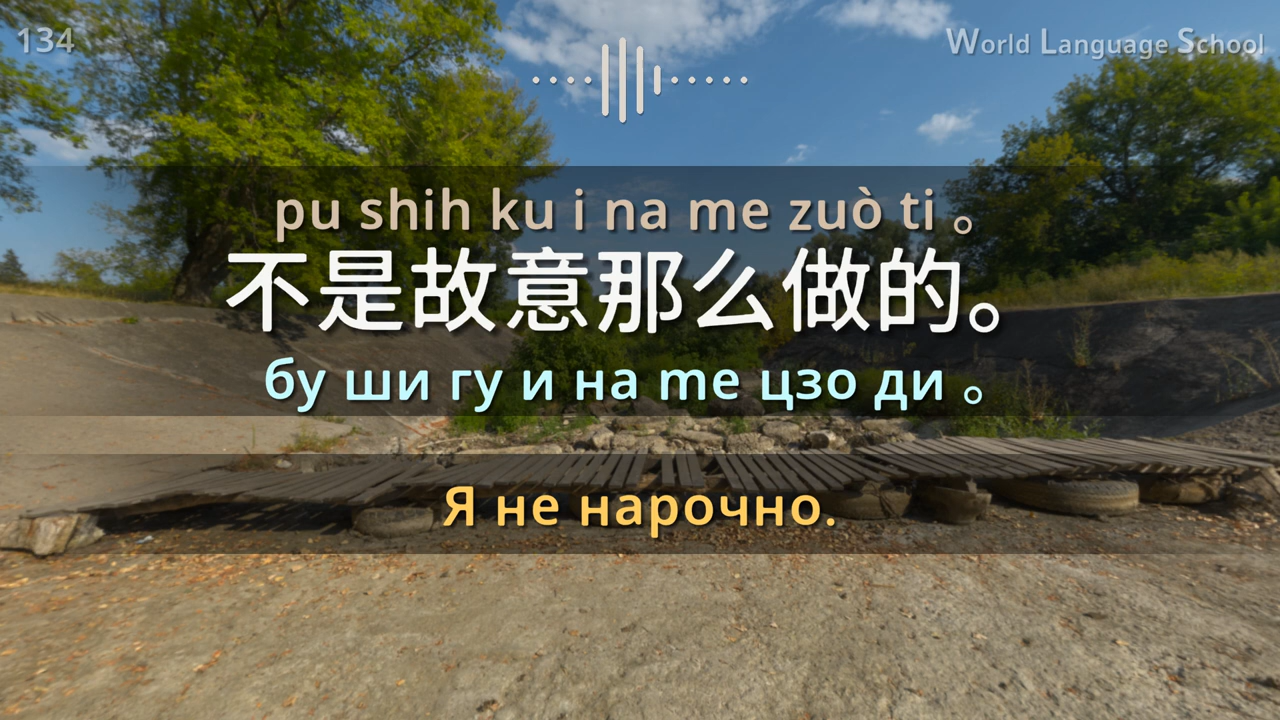 134
World Language School
pu shih ku i na me zuò ti 。
不是故意那么做的。
бу ши гу и на me цзо ди 。
Я не нарочно.